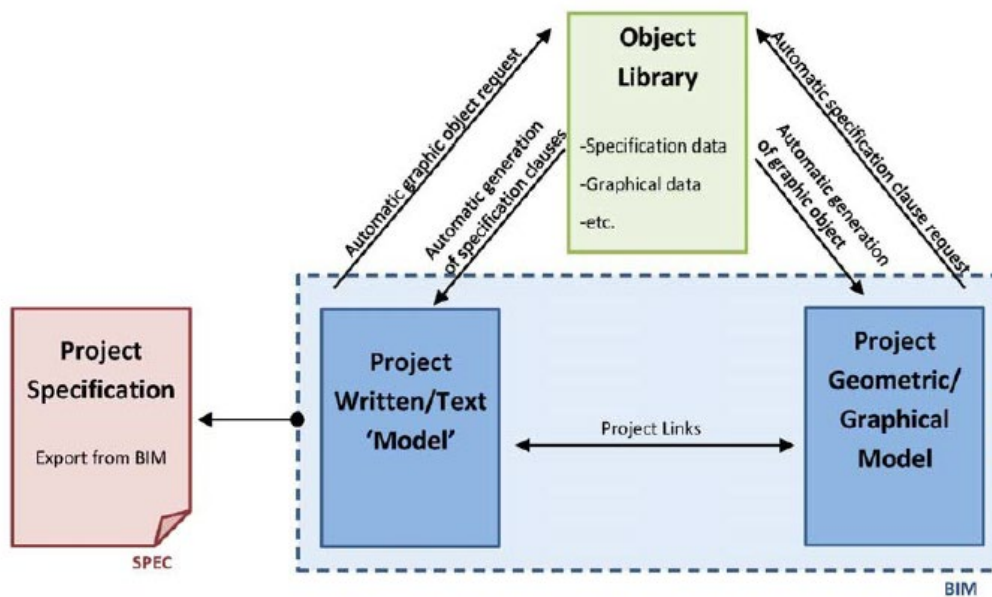 Object
Library
-Specification data
-Graphical data
-etc.
Automatic graphic object request
Automatic generation
of specification clauses
Automatic generation
of graphic object
Automatic specification clause request
Project
Specification
Export from BIM
SPEC
Project
Written/Text
‘Model’
Project Links
Project
Geometric/
Graphical
Model
BIM